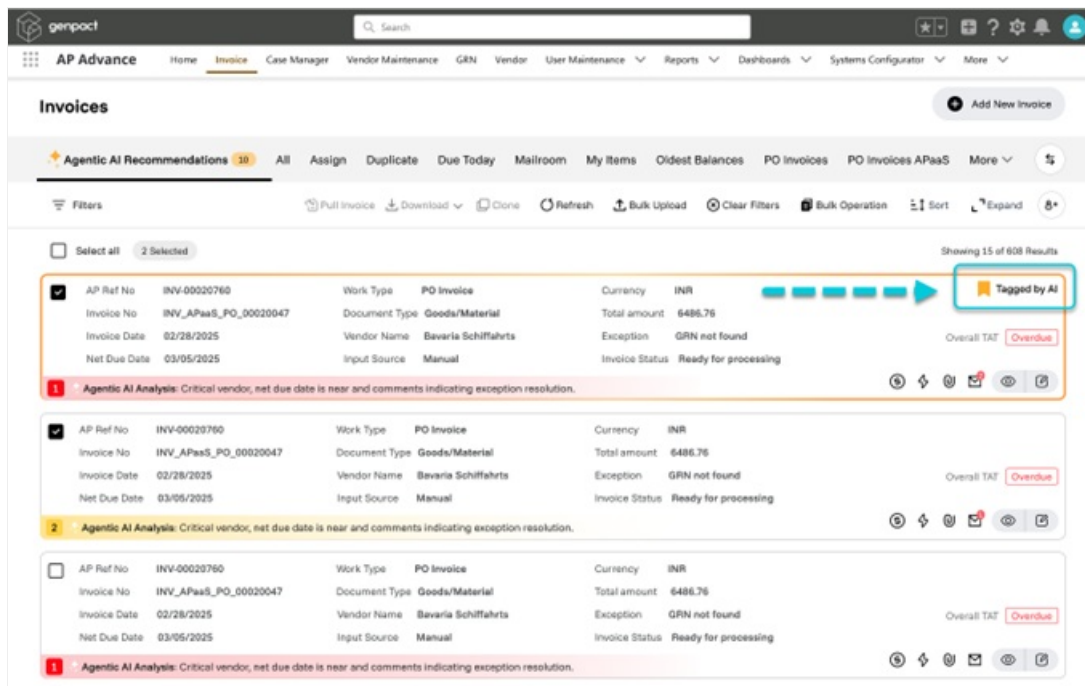 genpact
Search
AP Advance Home Invoice Case Manager Vendor Maintenance GRN Vendor User Maintenance Reports Dashboards Systems Configurator More
Invoices
Add New Invoice
Agentic AI Recommendations 10 All Assign Duplicate Due Today Mailroom My Items Oldest Balances PO Invoices PO Invoices APaaS More
Filters Pull Invoice Download Clone Refresh Bulk Upload Clear Filters Bulk Operation Sort Expand
Select all 2 Selected Showing 15 of 608 Results
AP Ref No INV-00020760 Work Type PO Invoice Currency INR Tagged by AI
Invoice No INV_APaaS_PO_00020047 Document Type Goods/Material Total amount 6486.76
Invoice Date 02/28/2025 Vendor Name Bavaria Schiffahrts Exception GRN not found Overall TAT Overdue
Net Due Date 03/05/2025 Input Source Manual Invoice Status Ready for processing
1 Agentic AI Analysis: Critical vendor, net due date is near and comments indicating exception resolution.
AP Ref No INV-00020760 Work Type PO Invoice Currency INR
Invoice No INV_APaaS_PO_00020047 Document Type Goods/Material Total amount 6486.76
Invoice Date 02/28/2025 Vendor Name Bavaria Schiffahrts Exception GRN not found Overall TAT Overdue
Net Due Date 03/05/2025 Input Source Manual Invoice Status Ready for processing
2 Agentic AI Analysis: Critical vendor, net due date is near and comments indicating exception resolution.
AP Ref No INV-00020760 Work Type PO Invoice Currency INR
Invoice No INV_APaaS_PO_00020047 Document Type Goods/Material Total amount 6486.76
Invoice Date 02/28/2025 Vendor Name Bavaria Schiffahrts Exception GRN not found Overall TAT Overdue
Net Due Date 03/05/2025 Input Source Manual Invoice Status Ready for processing
1 Agentic AI Analysis: Critical vendor, net due date is near and comments indicating exception resolution.